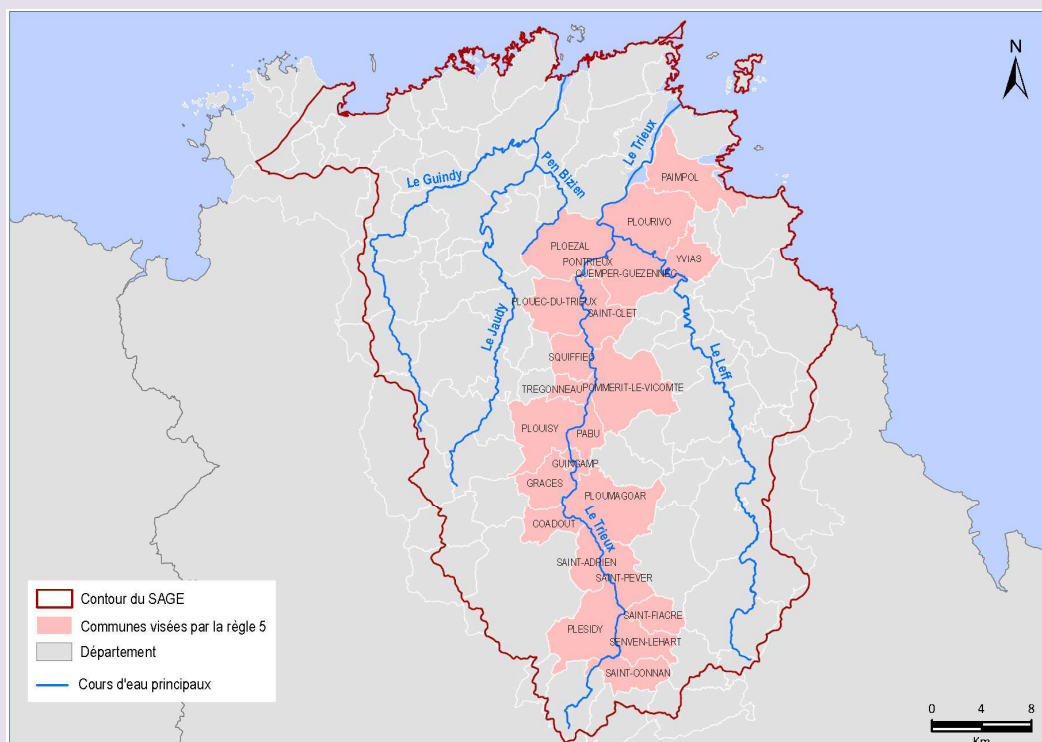 N
Le Trieux
Le Guindy
Pen Bizien
PAIMPOL
PLOURIVO
PLOEZAL
YVIAS
PONTRIEUX
QUEMPER-GUEZENNEC
PLOUEC-DU-TRIEUX
SAINT-CLET
Le Jaudy
Le Leff
SQUIFFIEC
TREGONNEAU
POMMERIT-LE-VICOMTE
PLOUISY
PABU
GUINGAMP
GRACES
PLOUMAGOAR
COADOUT
Le Trieux
SAINT-ADRIEN
SAINT-PEVER
SAINT-FIACRE
PLESIDY
SENVEN-LEHART
SAINT-CONNAN
Contour du SAGE
Communes visées par la règle 5
Département
Cours d'eau principaux
0 4 8
Km